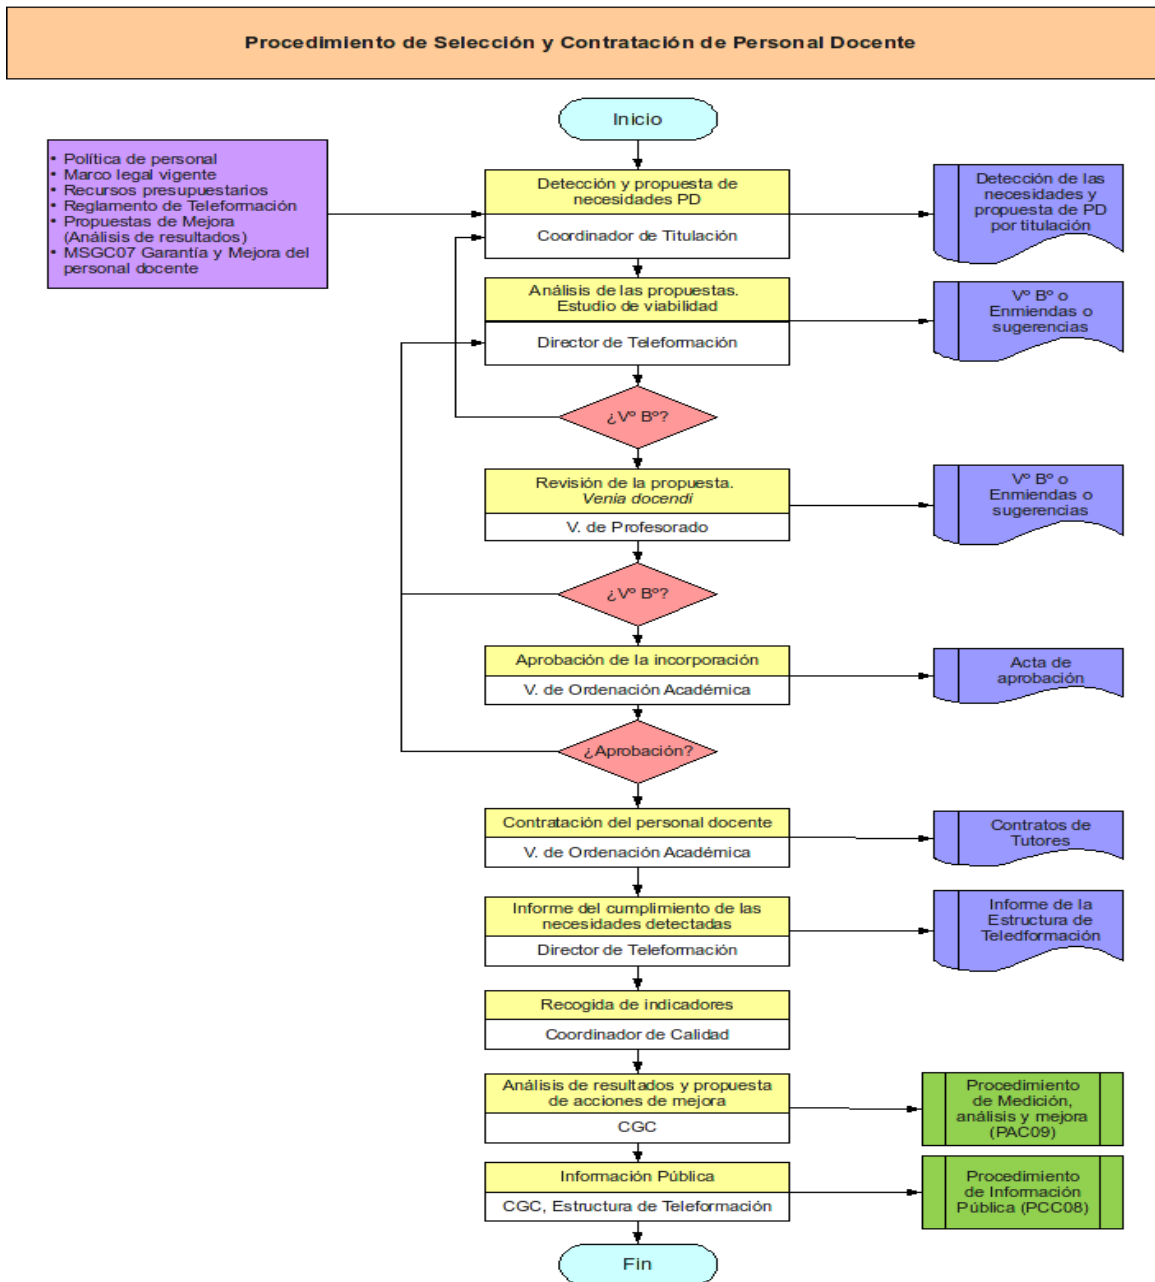 Procedimiento de Selección y Contratación de Personal Docente
Inicio
• Política de personal
• Marco legal vigente
• Recursos presupuestarios
• Reglamento de Teleformación
• Propuestas de Mejora
(Análisis de resultados)
• MSGC07 Garantía y Mejora del
personal docente
Detección y propuesta de
necesidades PD
Coordinador de Titulación
Detección de las
necesidades y
propuesta de PD
por titulación
Análisis de las propuestas.
Estudio de viabilidad
Director de Teleformación
Vº Bº o
Enmiendas o
sugerencias
¿Vº Bº?
Revisión de la propuesta.
Venia docendi
V. de Profesorado
Vº Bº o
Enmiendas o
sugerencias
¿Vº Bº?
Aprobación de la incorporación
V. de Ordenación Académica
Acta de
aprobación
¿Aprobación?
Contratación del personal docente
V. de Ordenación Académica
Contratos de
Tutores
Informe del cumplimiento de las
necesidades detectadas
Director de Teleformación
Informe de la
Estructura de
Teledformación
Recogida de indicadores
Coordinador de Calidad
Análisis de resultados y propuesta
de acciones de mejora
CGC
Procedimiento
de Medición,
análisis y mejora
(PAC09)
Información Pública
CGC, Estructura de Teleformación
Procedimiento
de Información
Pública (PCC08)
Fin